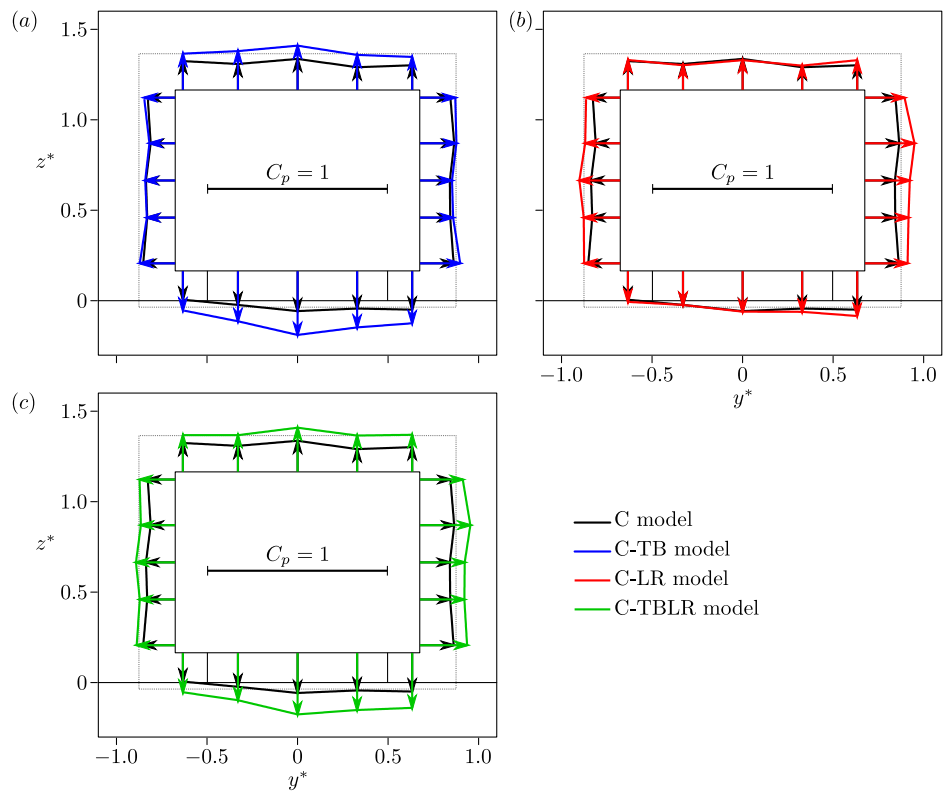 (a)
(b)
1.5
1.0
0.5
0
z*
C_p = 1
C_p = 1
−1.0
−0.5
0
0.5
1.0
y*
(c)
1.5
1.0
0.5
0
z*
C_p = 1
−1.0
−0.5
0
0.5
1.0
y*
C model
C-TB model
C-LR model
C-TBLR model